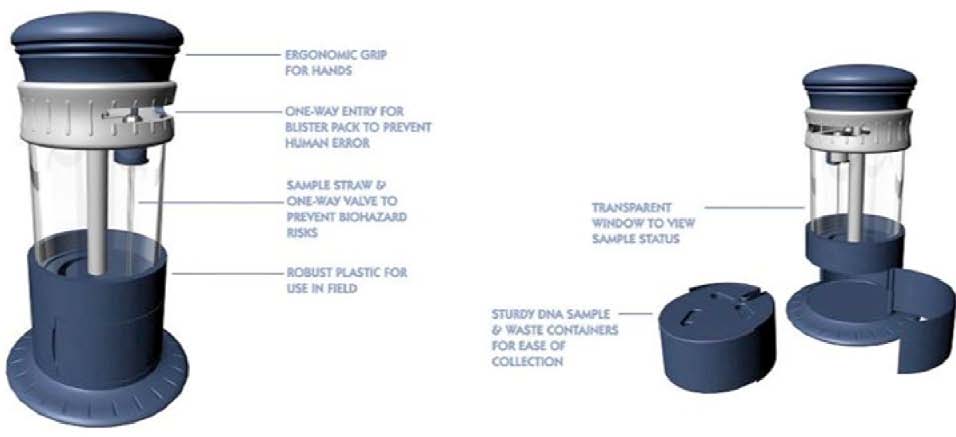 ERGONOMIC GRIP
FOR HANDS
ONE-WAY ENTRY FOR
BLISTER PACK TO PREVENT
HUMAN ERROR
SAMPLE STRAW &
ONE-WAY VALVE TO
PREVENT BIOHAZARD
RISKS
ROBUST PLASTIC FOR
USE IN FIELD
TRANSPARENT
WINDOW TO VIEW
SAMPLE STATUS
STURDY DNA SAMPLE
& WASTE CONTAINERS
FOR EASE OF
COLLECTION